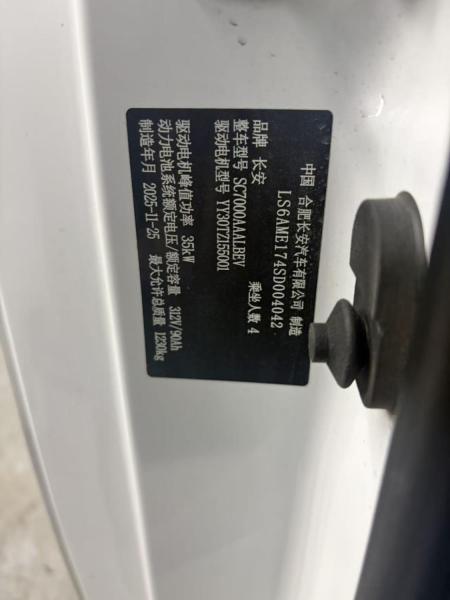 中国 合肥长安汽车有限公司 制造
LS6AME174SD004042
品牌 长安
整车型号 SC7000AAALBEV 乘坐人数 4
驱动电机型号 YY30TZ155001
驱动电机峰值功率 35kW
动力电池系统额定电压/额定容量 312V/90Ah
制造年月 2025-11-25 最大允许总质量 1230kg